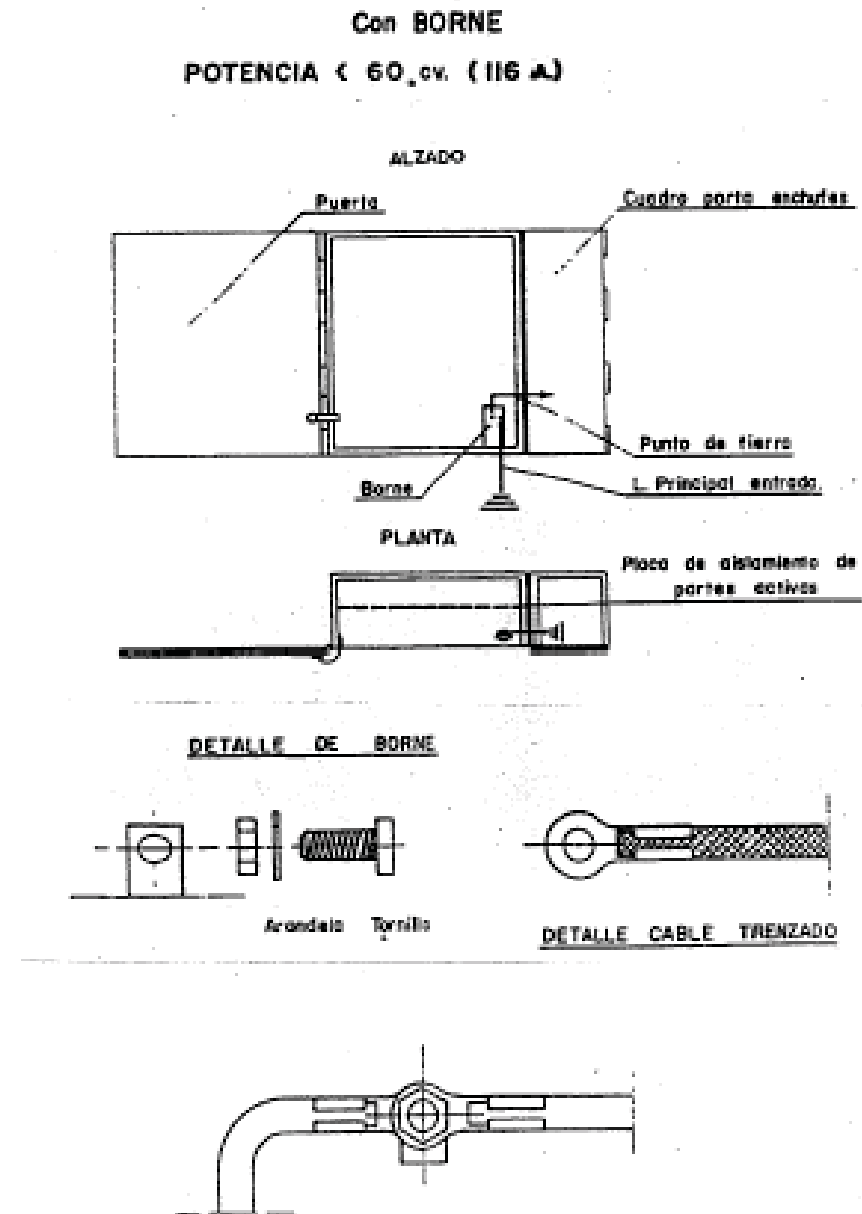 Con BORNE
POTENCIA < 60 cv. (116 A)
ALZADO
Puerta
Cuadro porta enchufes
Punto de tierra
Borne
L. Principal entrada.
PLANTA
Placa de aislamiento de
partes activas
DETALLE DE BORNE
Arandela Tornillo
DETALLE CABLE TRENZADO